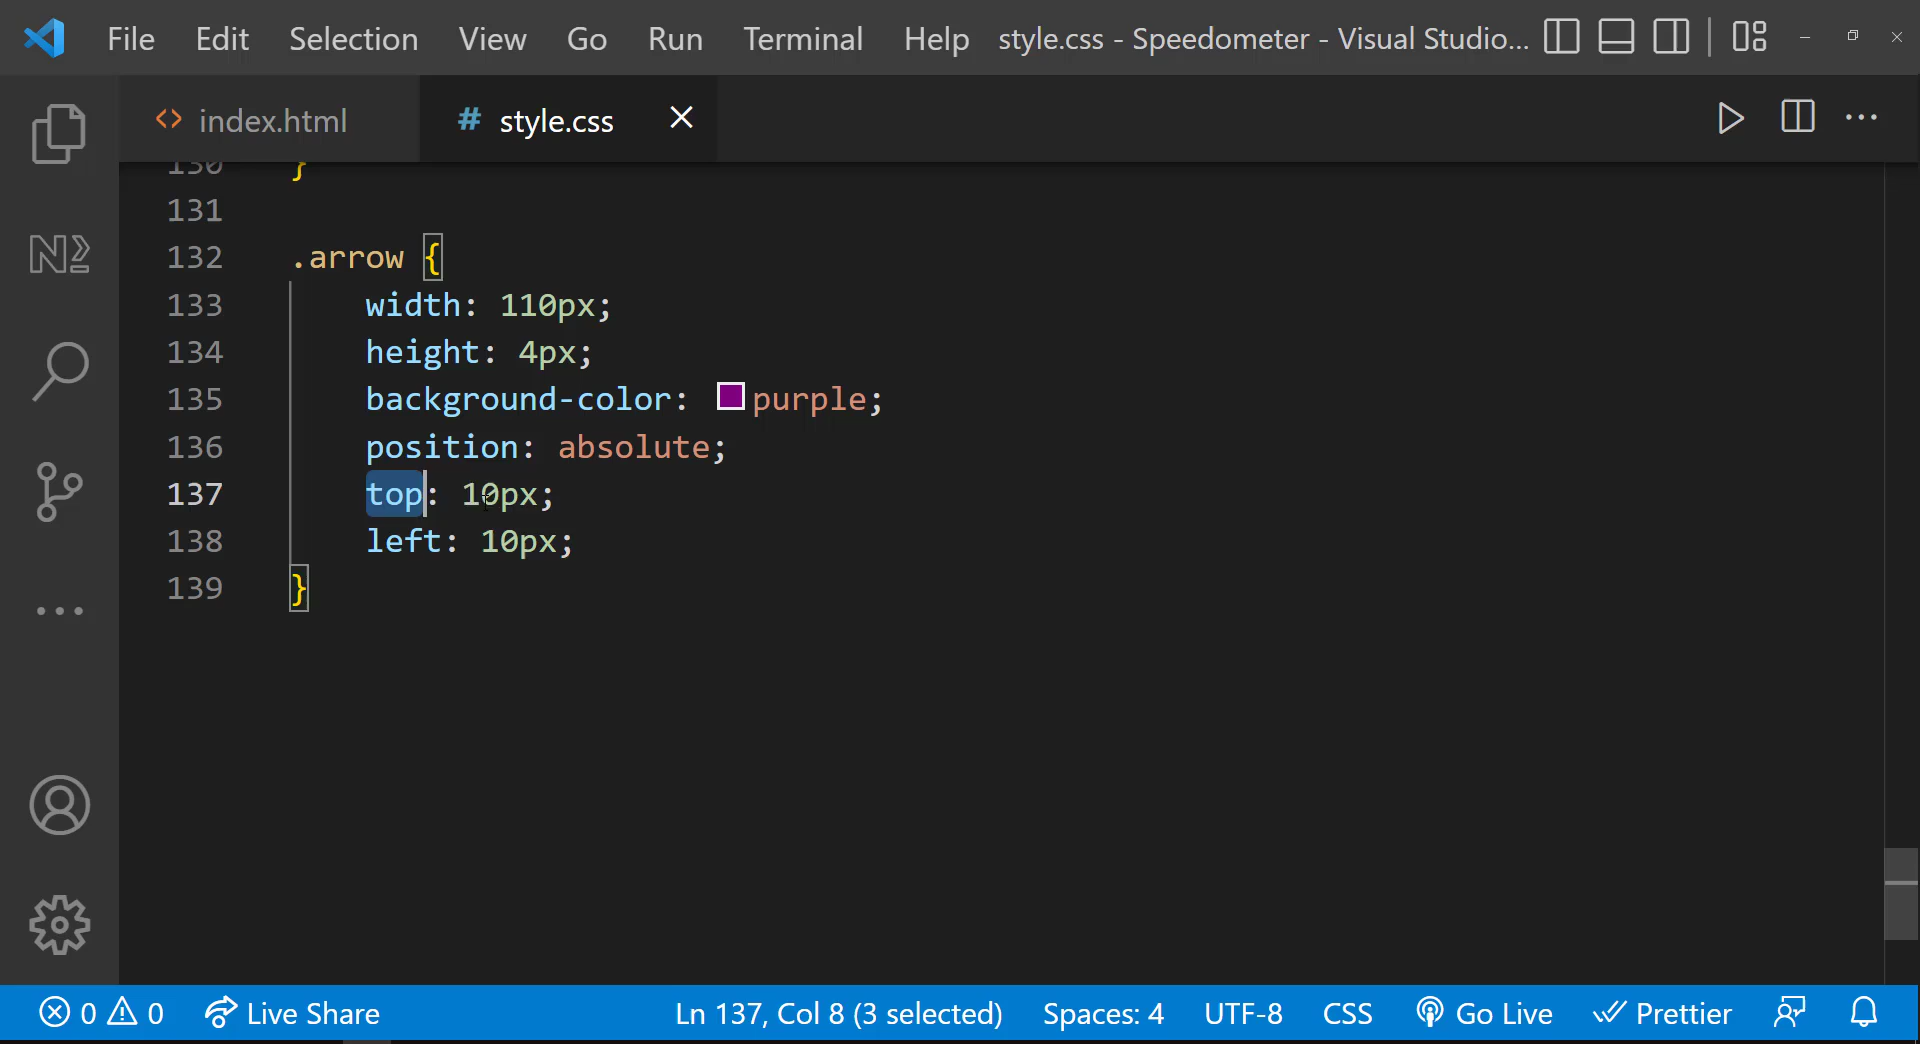 File Edit Selection View Go Run Terminal Help style.css - Speedometer - Visual Studio...
<> index.html # style.css
130 }
131
132 .arrow {
133 width: 110px;
134 height: 4px;
135 background-color: purple;
136 position: absolute;
137 top: 10px;
138 left: 10px;
139 }
0 0 Live Share Ln 137, Col 8 (3 selected) Spaces: 4 UTF-8 CSS Go Live Prettier